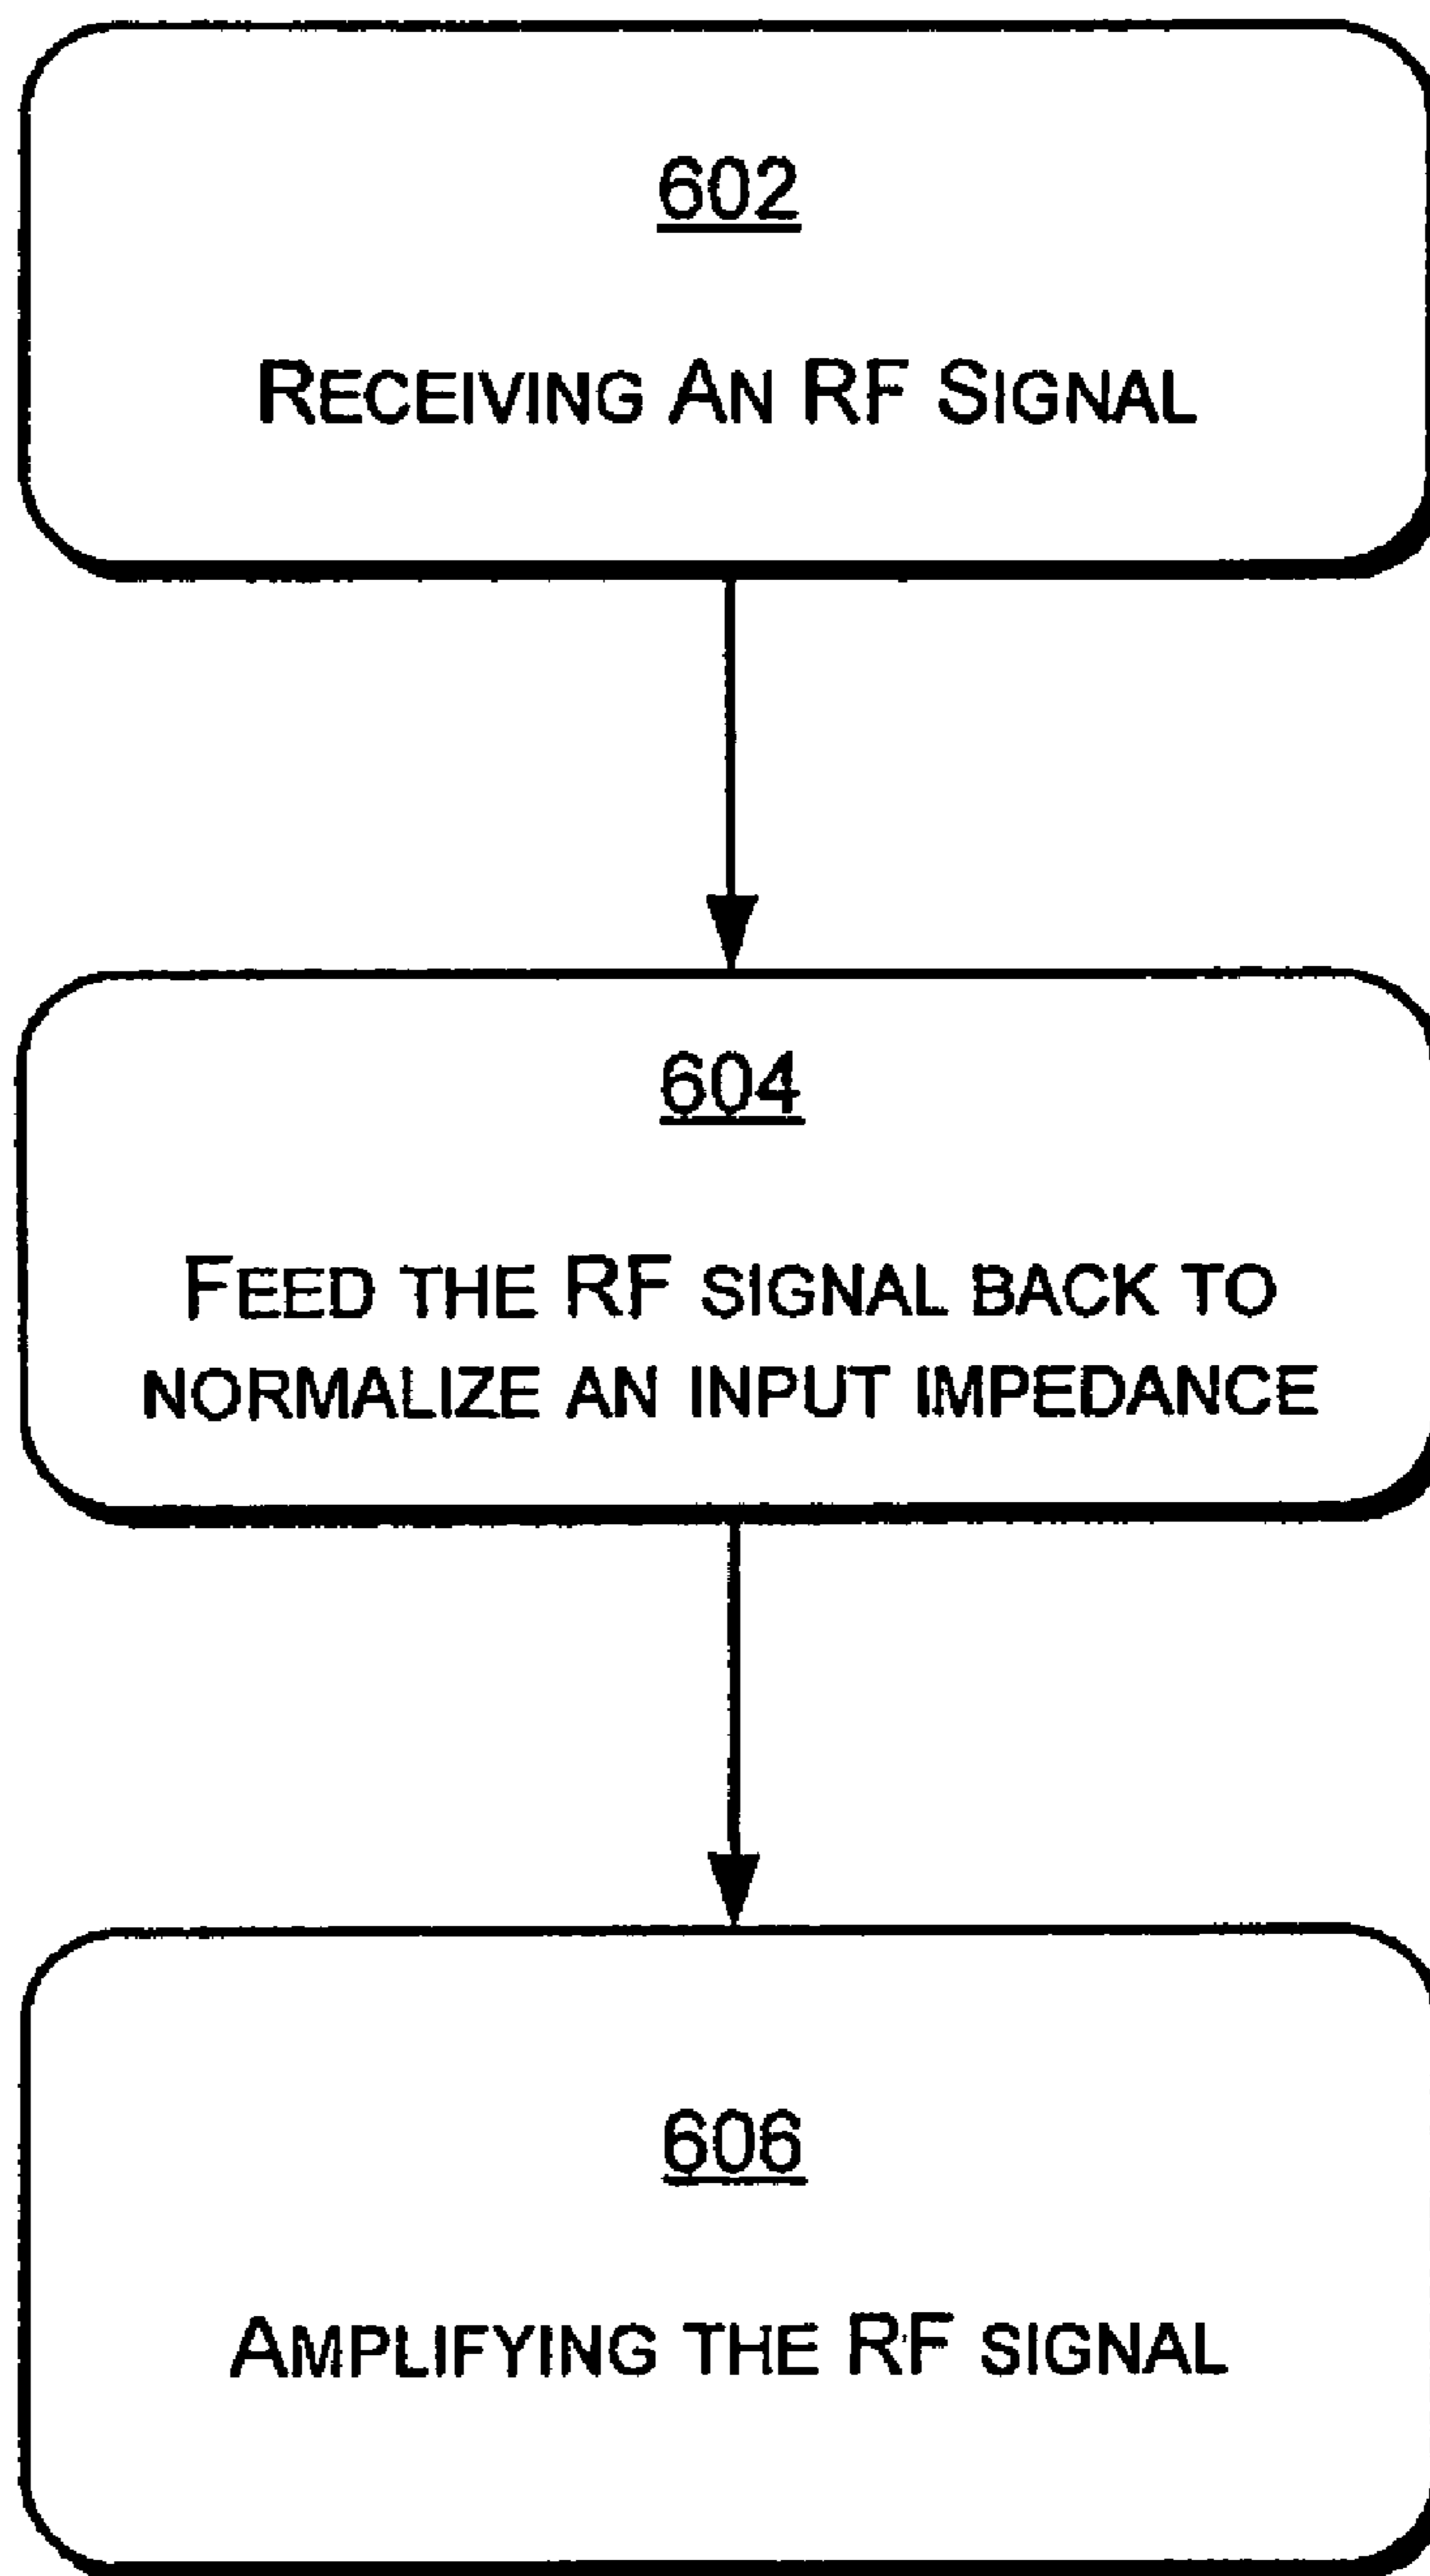 602
Receiving An RF Signal
604
Feed the RF signal back to
normalize an input impedance
606
Amplifying the RF signal